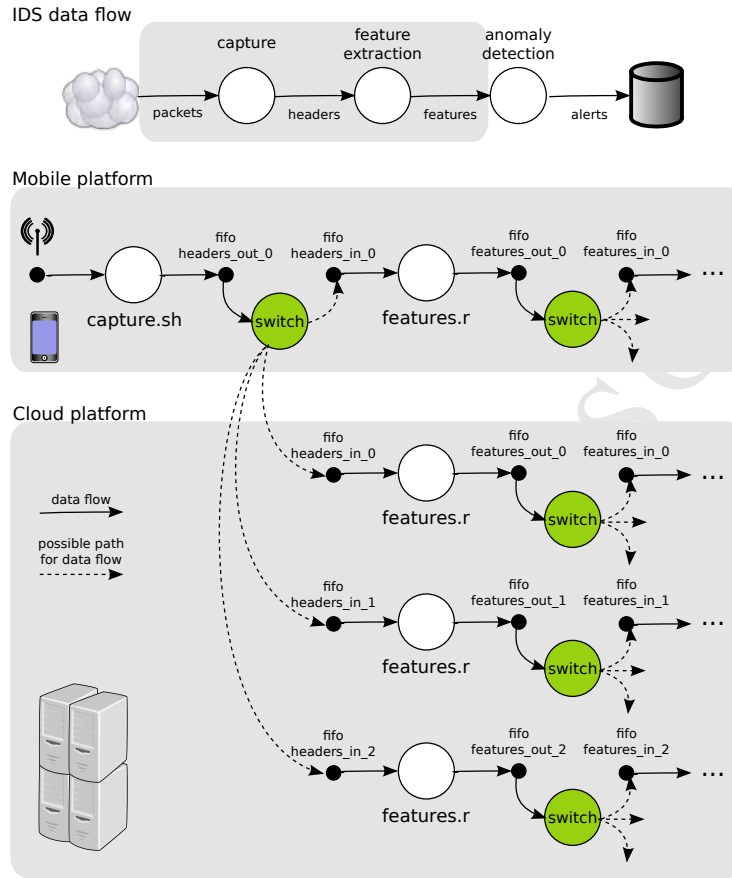 IDS data flow
capture
feature
extraction
anomaly
detection
packets
headers
features
alerts
Mobile platform
fifo
headers_out_0
fifo
headers_in_0
fifo
features_out_0
fifo
features_in_0
...
capture.sh
switch
features.r
switch
Cloud platform
fifo
headers_in_0
fifo
features_out_0
fifo
features_in_0
...
features.r
switch
data flow
possible path
for data flow
fifo
headers_in_1
fifo
features_out_1
fifo
features_in_1
...
features.r
switch
fifo
headers_in_2
fifo
features_out_2
fifo
features_in_2
...
features.r
switch